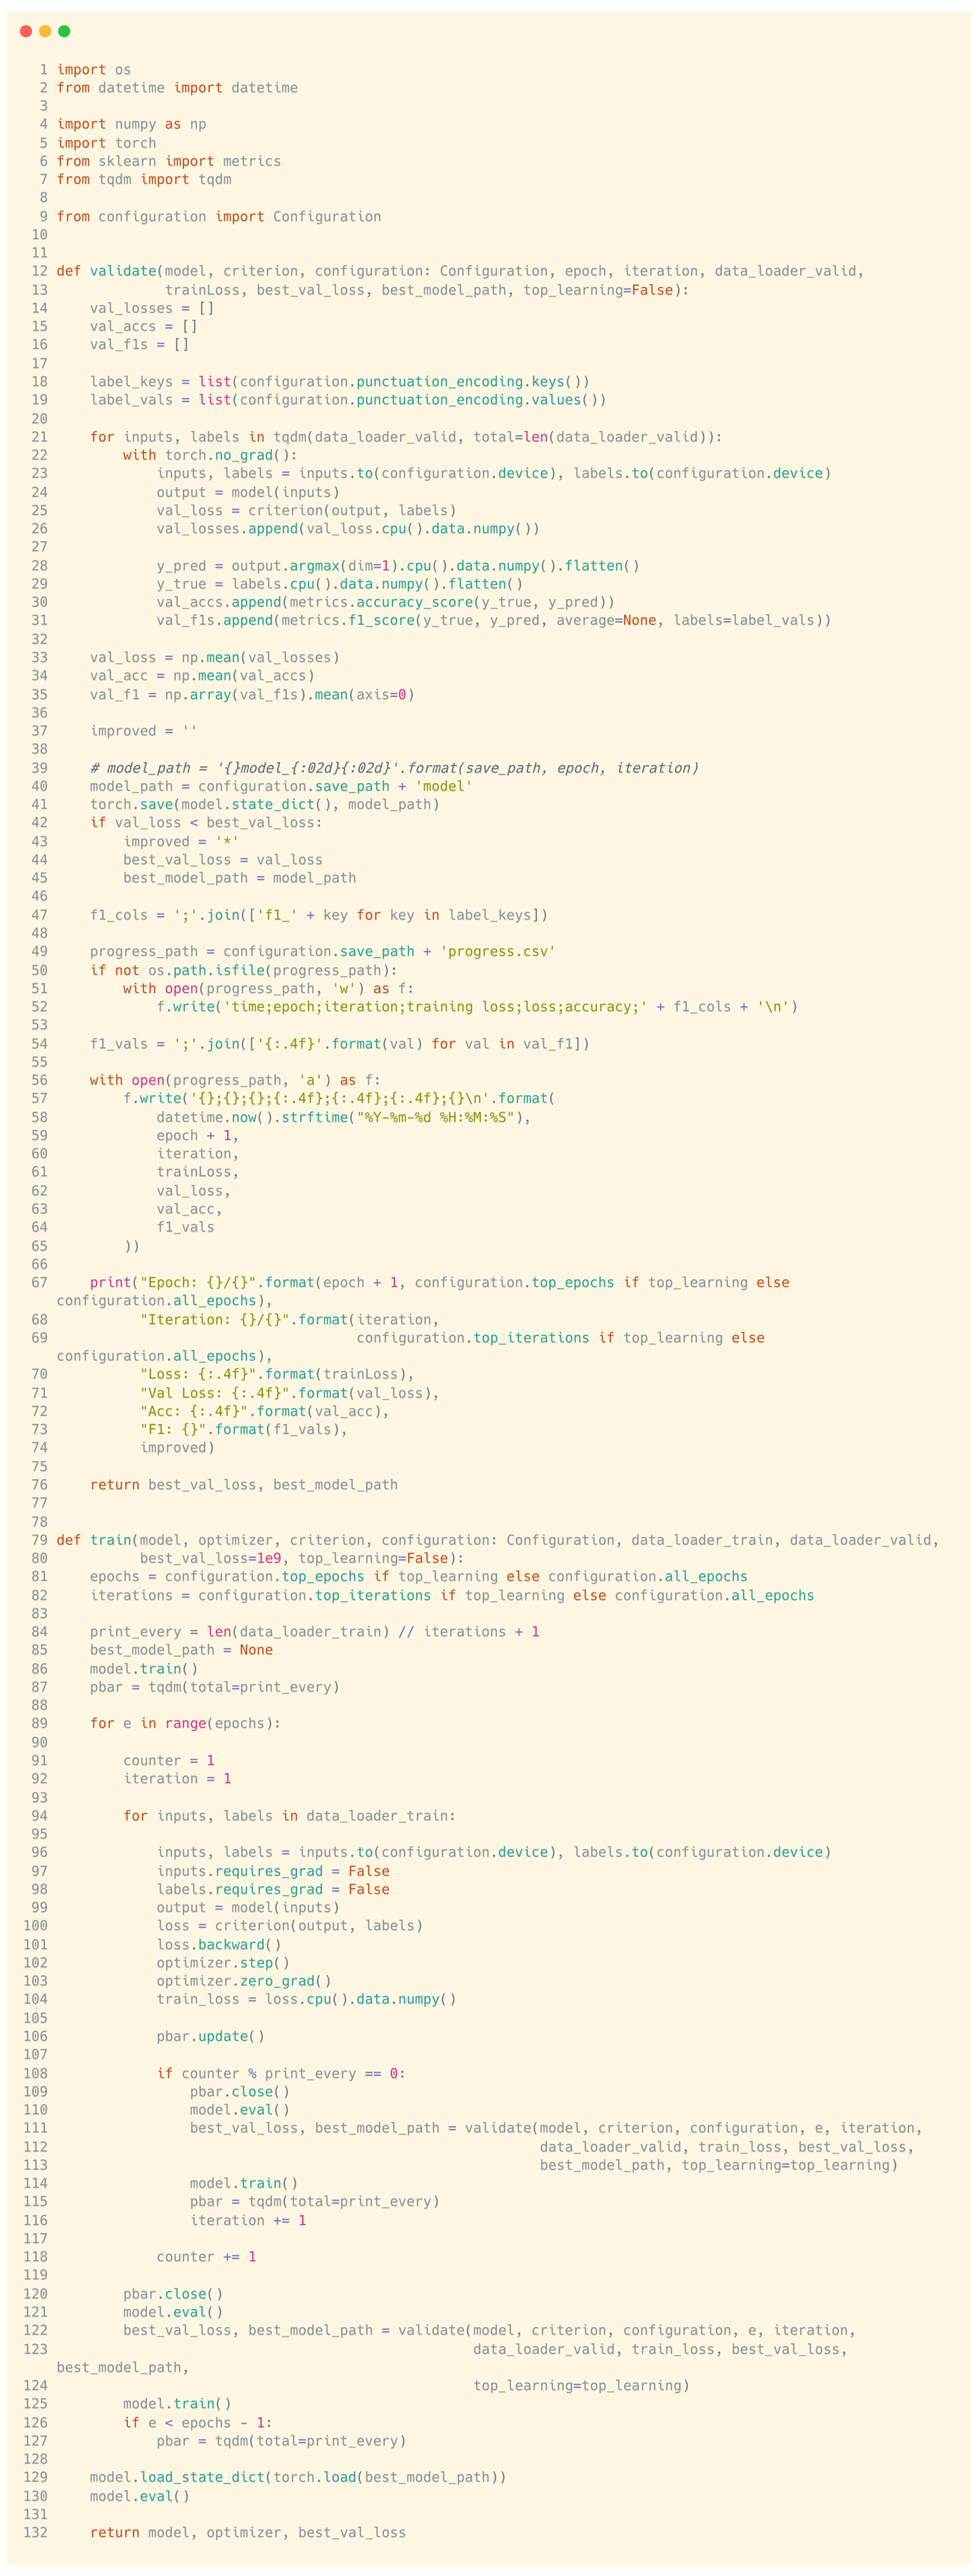 1 import os
2 from datetime import datetime
3
4 import numpy as np
5 import torch
6 from sklearn import metrics
7 from tqdm import tqdm
8
9 from configuration import Configuration
10
11
12 def validate(model, criterion, configuration: Configuration, epoch, iteration, data_loader_valid,
13              trainLoss, best_val_loss, best_model_path, top_learning=False):
14     val_losses = []
15     val_accs = []
16     val_f1s = []
17
18     label_keys = list(configuration.punctuation_encoding.keys())
19     label_vals = list(configuration.punctuation_encoding.values())
20
21     for inputs, labels in tqdm(data_loader_valid, total=len(data_loader_valid)):
22         with torch.no_grad():
23             inputs, labels = inputs.to(configuration.device), labels.to(configuration.device)
24             output = model(inputs)
25             val_loss = criterion(output, labels)
26             val_losses.append(val_loss.cpu().data.numpy())
27
28             y_pred = output.argmax(dim=1).cpu().data.numpy().flatten()
29             y_true = labels.cpu().data.numpy().flatten()
30             val_accs.append(metrics.accuracy_score(y_true, y_pred))
31             val_f1s.append(metrics.f1_score(y_true, y_pred, average=None, labels=label_vals))
32
33     val_loss = np.mean(val_losses)
34     val_acc = np.mean(val_accs)
35     val_f1 = np.array(val_f1s).mean(axis=0)
36
37     improved = ''
38
39     # model_path = '{}model_{:02d}{:02d}'.format(save_path, epoch, iteration)
40     model_path = configuration.save_path + 'model'
41     torch.save(model.state_dict(), model_path)
42     if val_loss < best_val_loss:
43         improved = '*'
44         best_val_loss = val_loss
45         best_model_path = model_path
46
47     f1_cols = ';'.join(['f1_' + key for key in label_keys])
48
49     progress_path = configuration.save_path + 'progress.csv'
50     if not os.path.isfile(progress_path):
51         with open(progress_path, 'w') as f:
52             f.write('time;epoch;iteration;training loss;loss;accuracy;' + f1_cols + '\n')
53
54     f1_vals = ';'.join(['{:.4f}'.format(val) for val in val_f1])
55
56     with open(progress_path, 'a') as f:
57         f.write('{};{};{};{:.4f};{:.4f};{:.4f};{}\n'.format(
58             datetime.now().strftime("%Y-%m-%d %H:%M:%S"),
59             epoch + 1,
60             iteration,
61             trainLoss,
62             val_loss,
63             val_acc,
64             f1_vals
65         ))
66
67     print("Epoch: {}/{}".format(epoch + 1, configuration.top_epochs if top_learning else
configuration.all_epochs),
68           "Iteration: {}/{}".format(iteration,
69                                     configuration.top_iterations if top_learning else
configuration.all_epochs),
70           "Loss: {:.4f}".format(trainLoss),
71           "Val Loss: {:.4f}".format(val_loss),
72           "Acc: {:.4f}".format(val_acc),
73           "F1: {}".format(f1_vals),
74           improved)
75
76     return best_val_loss, best_model_path
77
78
79 def train(model, optimizer, criterion, configuration: Configuration, data_loader_train, data_loader_valid,
80           best_val_loss=1e9, top_learning=False):
81     epochs = configuration.top_epochs if top_learning else configuration.all_epochs
82     iterations = configuration.top_iterations if top_learning else configuration.all_epochs
83
84     print_every = len(data_loader_train) // iterations + 1
85     best_model_path = None
86     model.train()
87     pbar = tqdm(total=print_every)
88
89     for e in range(epochs):
90
91         counter = 1
92         iteration = 1
93
94         for inputs, labels in data_loader_train:
95
96             inputs, labels = inputs.to(configuration.device), labels.to(configuration.device)
97             inputs.requires_grad = False
98             labels.requires_grad = False
99             output = model(inputs)
100             loss = criterion(output, labels)
101             loss.backward()
102             optimizer.step()
103             optimizer.zero_grad()
104             train_loss = loss.cpu().data.numpy()
105
106             pbar.update()
107
108             if counter % print_every == 0:
109                 pbar.close()
110                 model.eval()
111                 best_val_loss, best_model_path = validate(model, criterion, configuration, e, iteration,
112                                                           data_loader_valid, train_loss, best_val_loss,
113                                                           best_model_path, top_learning=top_learning)
114                 model.train()
115                 pbar = tqdm(total=print_every)
116                 iteration += 1
117
118             counter += 1
119
120         pbar.close()
121         model.eval()
122         best_val_loss, best_model_path = validate(model, criterion, configuration, e, iteration,
123                                                   data_loader_valid, train_loss, best_val_loss,
best_model_path,
124                                                   top_learning=top_learning)
125         model.train()
126         if e < epochs - 1:
127             pbar = tqdm(total=print_every)
128
129     model.load_state_dict(torch.load(best_model_path))
130     model.eval()
131
132     return model, optimizer, best_val_loss